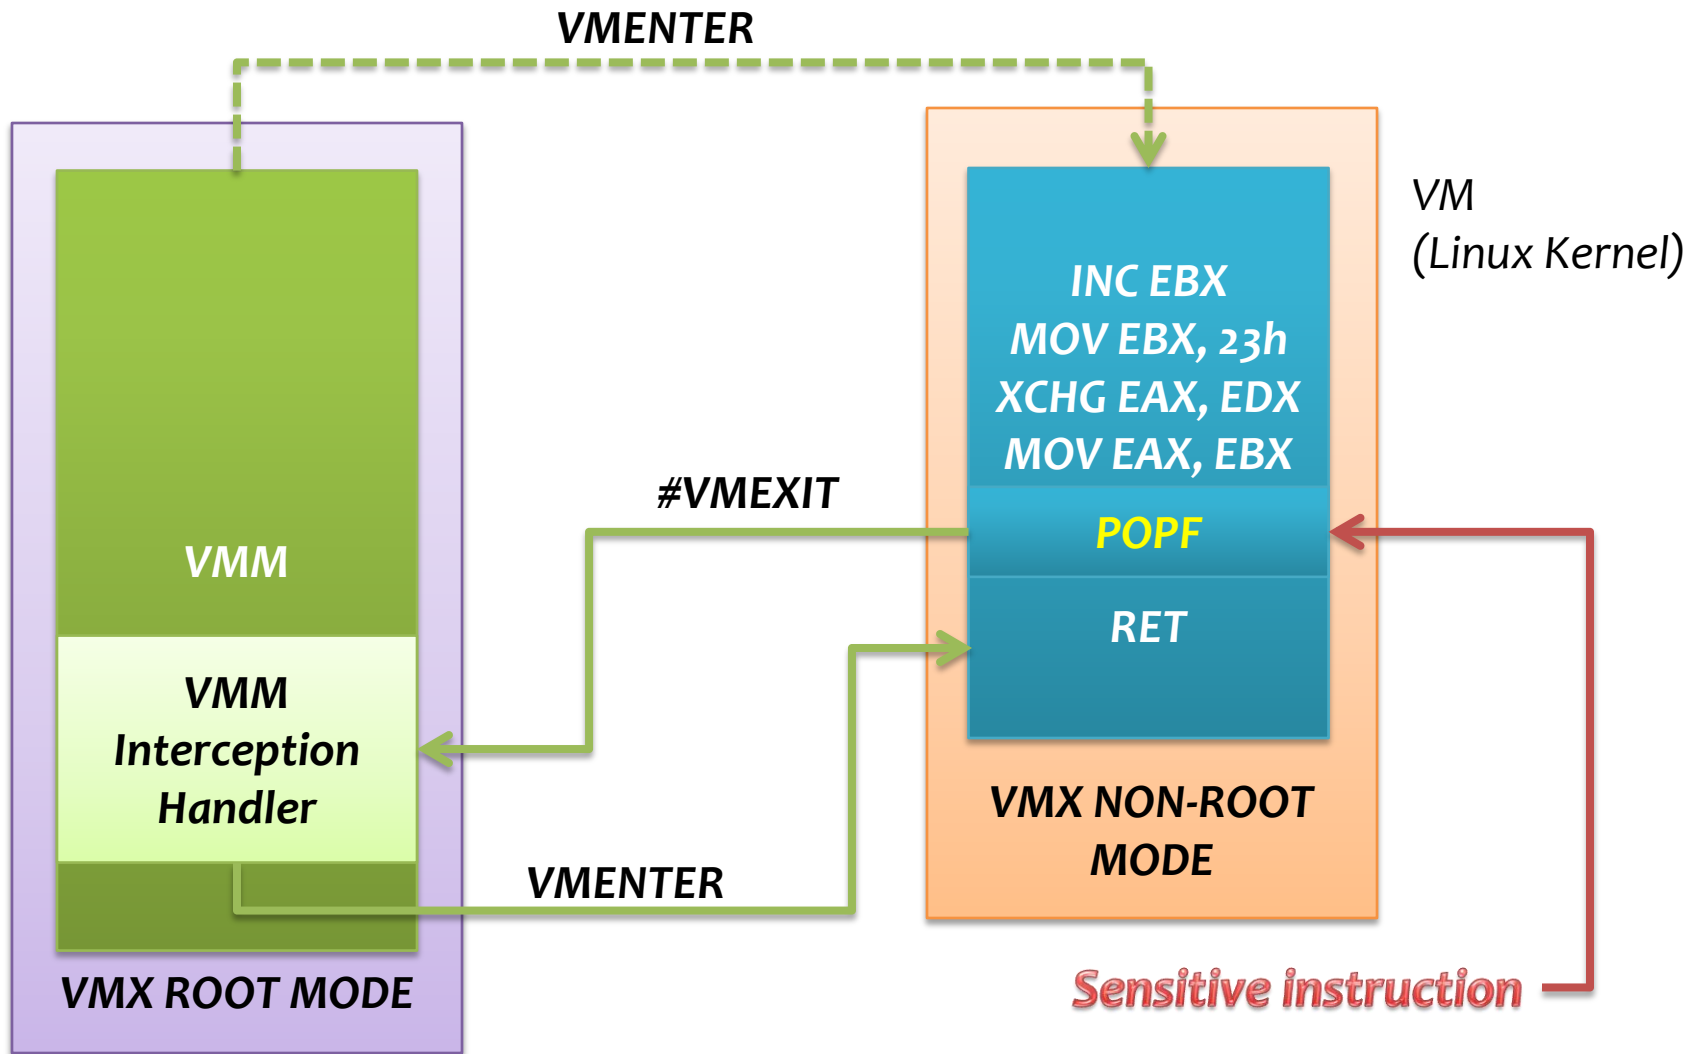 VMENTER
VM
(Linux Kernel)
INC EBX
MOV EBX, 23h
XCHG EAX, EDX
MOV EAX, EBX
#VMEXIT
POPF
VMM
RET
VMM
Interception
Handler
VMX NON-ROOT
MODE
VMENTER
VMX ROOT MODE
Sensitive instruction